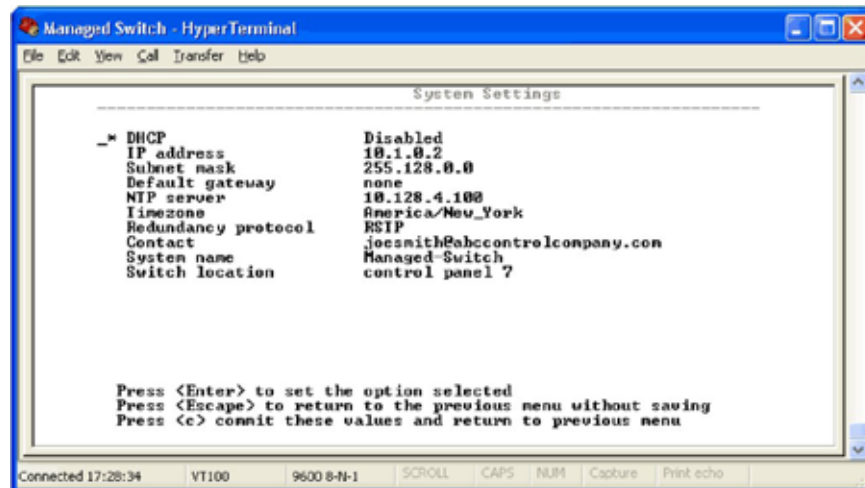 Managed Switch - HyperTerminal
File Edit View Call Transfer Help
System Settings
_* DHCP Disabled
IP address 10.1.0.2
Subnet mask 255.128.0.0
Default gateway none
NTP server 10.128.4.100
Timezone America/New_York
Redundancy protocol RSTP
Contact joesmith@abccontrolcompany.com
System name Managed-Switch
Switch location control panel 7
Press <Enter> to set the option selected
Press <Escape> to return to the previous menu without saving
Press <c> commit these values and return to previous menu
Connected 17:28:34 VT100 9600 8-N-1 SCROLL CAPS NUM Capture Print echo